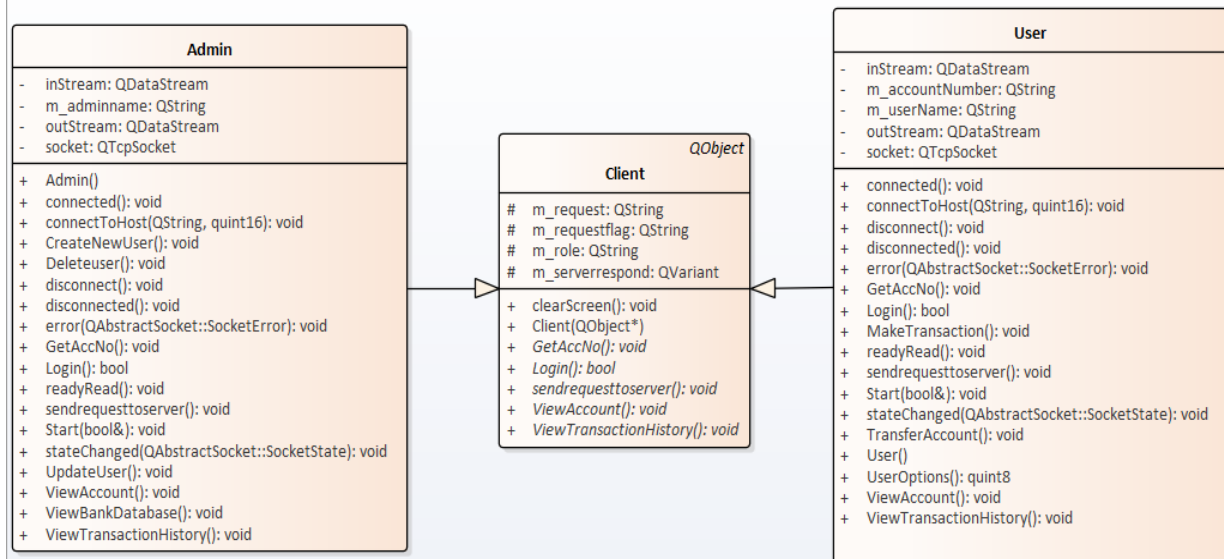 Admin
- inStream: QDataStream
- m_adminname: QString
- outStream: QDataStream
- socket: QTcpSocket
+ Admin()
+ connected(): void
+ connectToHost(QString, quint16): void
+ CreateNewUser(): void
+ Deleteuser(): void
+ disconnect(): void
+ disconnected(): void
+ error(QAbstractSocket::SocketError): void
+ GetAccNo(): void
+ Login(): bool
+ readyRead(): void
+ sendrequesttoserver(): void
+ Start(bool&): void
+ stateChanged(QAbstractSocket::SocketState): void
+ UpdateUser(): void
+ ViewAccount(): void
+ ViewBankDatabase(): void
+ ViewTransactionHistory(): void
QObject
Client
# m_request: QString
# m_requestflag: QString
# m_role: QString
# m_serverrespond: QVariant
+ clearScreen(): void
+ Client(QObject*)
+ GetAccNo(): void
+ Login(): bool
+ sendrequesttoserver(): void
+ ViewAccount(): void
+ ViewTransactionHistory(): void
User
- inStream: QDataStream
- m_accountNumber: QString
- m_userName: QString
- outStream: QDataStream
- socket: QTcpSocket
+ connected(): void
+ connectToHost(QString, quint16): void
+ disconnect(): void
+ disconnected(): void
+ error(QAbstractSocket::SocketError): void
+ GetAccNo(): void
+ Login(): bool
+ MakeTransaction(): void
+ readyRead(): void
+ sendrequesttoserver(): void
+ Start(bool&): void
+ stateChanged(QAbstractSocket::SocketState): void
+ TransferAccount(): void
+ User()
+ UserOptions(): quint8
+ ViewAccount(): void
+ ViewTransactionHistory(): void